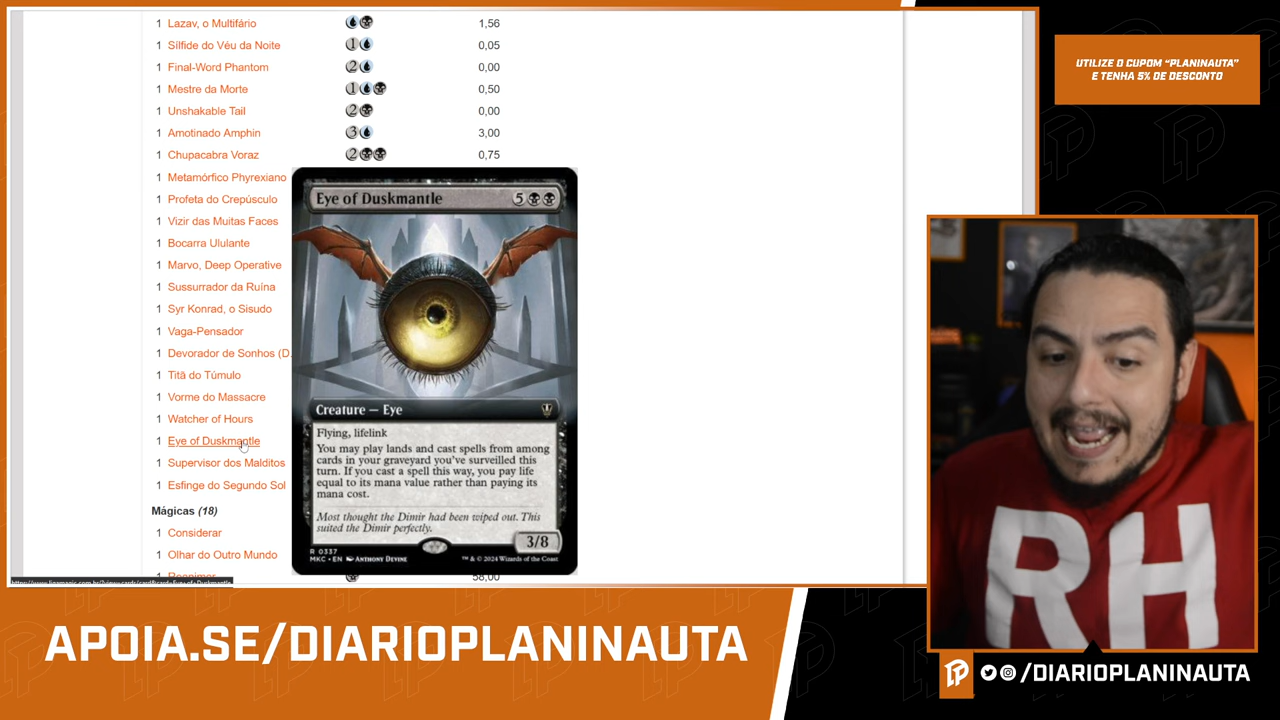 1 Lazav, o Multifário 1,56
1 Sílfide do Véu da Noite 1 0,05
1 Final-Word Phantom 2 0,00
1 Mestre da Morte 1 0,50
1 Unshakable Tail 2 0,00
1 Amotinado Amphin 3 3,00
1 Chupacabra Voraz 2 0,75
1 Metamórfico Phyrexiano
1 Profeta do Crepúsculo
1 Vizir das Muitas Faces
1 Bocarra Ululante
1 Marvo, Deep Operative
1 Sussurrador da Ruína
1 Syr Konrad, o Sisudo
1 Vaga-Pensador
1 Devorador de Sonhos (D.
1 Titã do Túmulo
1 Vorme do Massacre
1 Watcher of Hours
1 Eye of Duskmantle
1 Supervisor dos Malditos
1 Esfinge do Segundo Sol
Mágicas (18)
1 Considerar
1 Olhar do Outro Mundo
1 Reanimar 58,00
Eye of Duskmantle 5
Creature — Eye
Flying, lifelink
You may play lands and cast spells from among
cards in your graveyard you've surveilled this
turn. If you cast a spell this way, you pay life
equal to its mana value rather than paying its
mana cost.
Most thought the Dimir had been wiped out. This
suited the Dimir perfectly.
3/8
R 0337
MKC • EN ANTHONY DEVINE
™ & © 2024 Wizards of the Coast
UTILIZE O CUPOM "PLANINAUTA"
E TENHA 5% DE DESCONTO
RH
APOIA.SE/DIARIOPLANINAUTA
/DIARIOPLANINAUTA